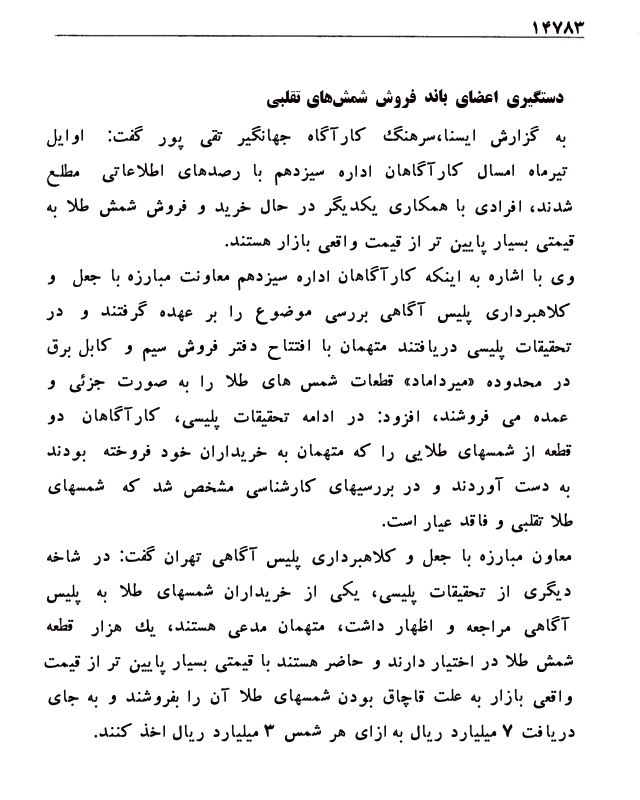 ۱۴۷۸۳
دستگیری اعضای باند فروش شمش‌های تقلبی
به گزارش ایسنا،سرهنگ کارآگاه جهانگیر تقی پور گفت: اوایل
تیرماه امسال کارآگاهان اداره سیزدهم با رصدهای اطلاعاتی مطلع
شدند، افرادی با همکاری یکدیگر در حال خرید و فروش شمش طلا به
قیمتی بسیار پایین تر از قیمت واقعی بازار هستند.
وی با اشاره به اینکه کارآگاهان اداره سیزدهم معاونت مبارزه با جعل و
کلاهبرداری پلیس آگاهی بررسی موضوع را بر عهده گرفتند و در
تحقیقات پلیسی دریافتند متهمان با افتتاح دفتر فروش سیم و کابل برق
در محدوده «میرداماد» قطعات شمس های طلا را به صورت جزئی و
عمده می فروشند، افزود: در ادامه تحقیقات پلیسی، کارآگاهان دو
قطعه از شمسهای طلایی را که متهمان به خریداران خود فروخته بودند
به دست آوردند و در بررسیهای کارشناسی مشخص شد که شمسهای
طلا تقلبی و فاقد عیار است.
معاون مبارزه با جعل و کلاهبرداری پلیس آگاهی تهران گفت: در شاخه
دیگری از تحقیقات پلیسی، یکی از خریداران شمسهای طلا به پلیس
آگاهی مراجعه و اظهار داشت، متهمان مدعی هستند، یك هزار قطعه
شمش طلا در اختیار دارند و حاضر هستند با قیمتی بسیار پایین تر از قیمت
واقعی بازار به علت قاچاق بودن شمسهای طلا آن را بفروشند و به جای
دریافت ۷ میلیارد ریال به ازای هر شمس ۳ میلیارد ریال اخذ کنند.